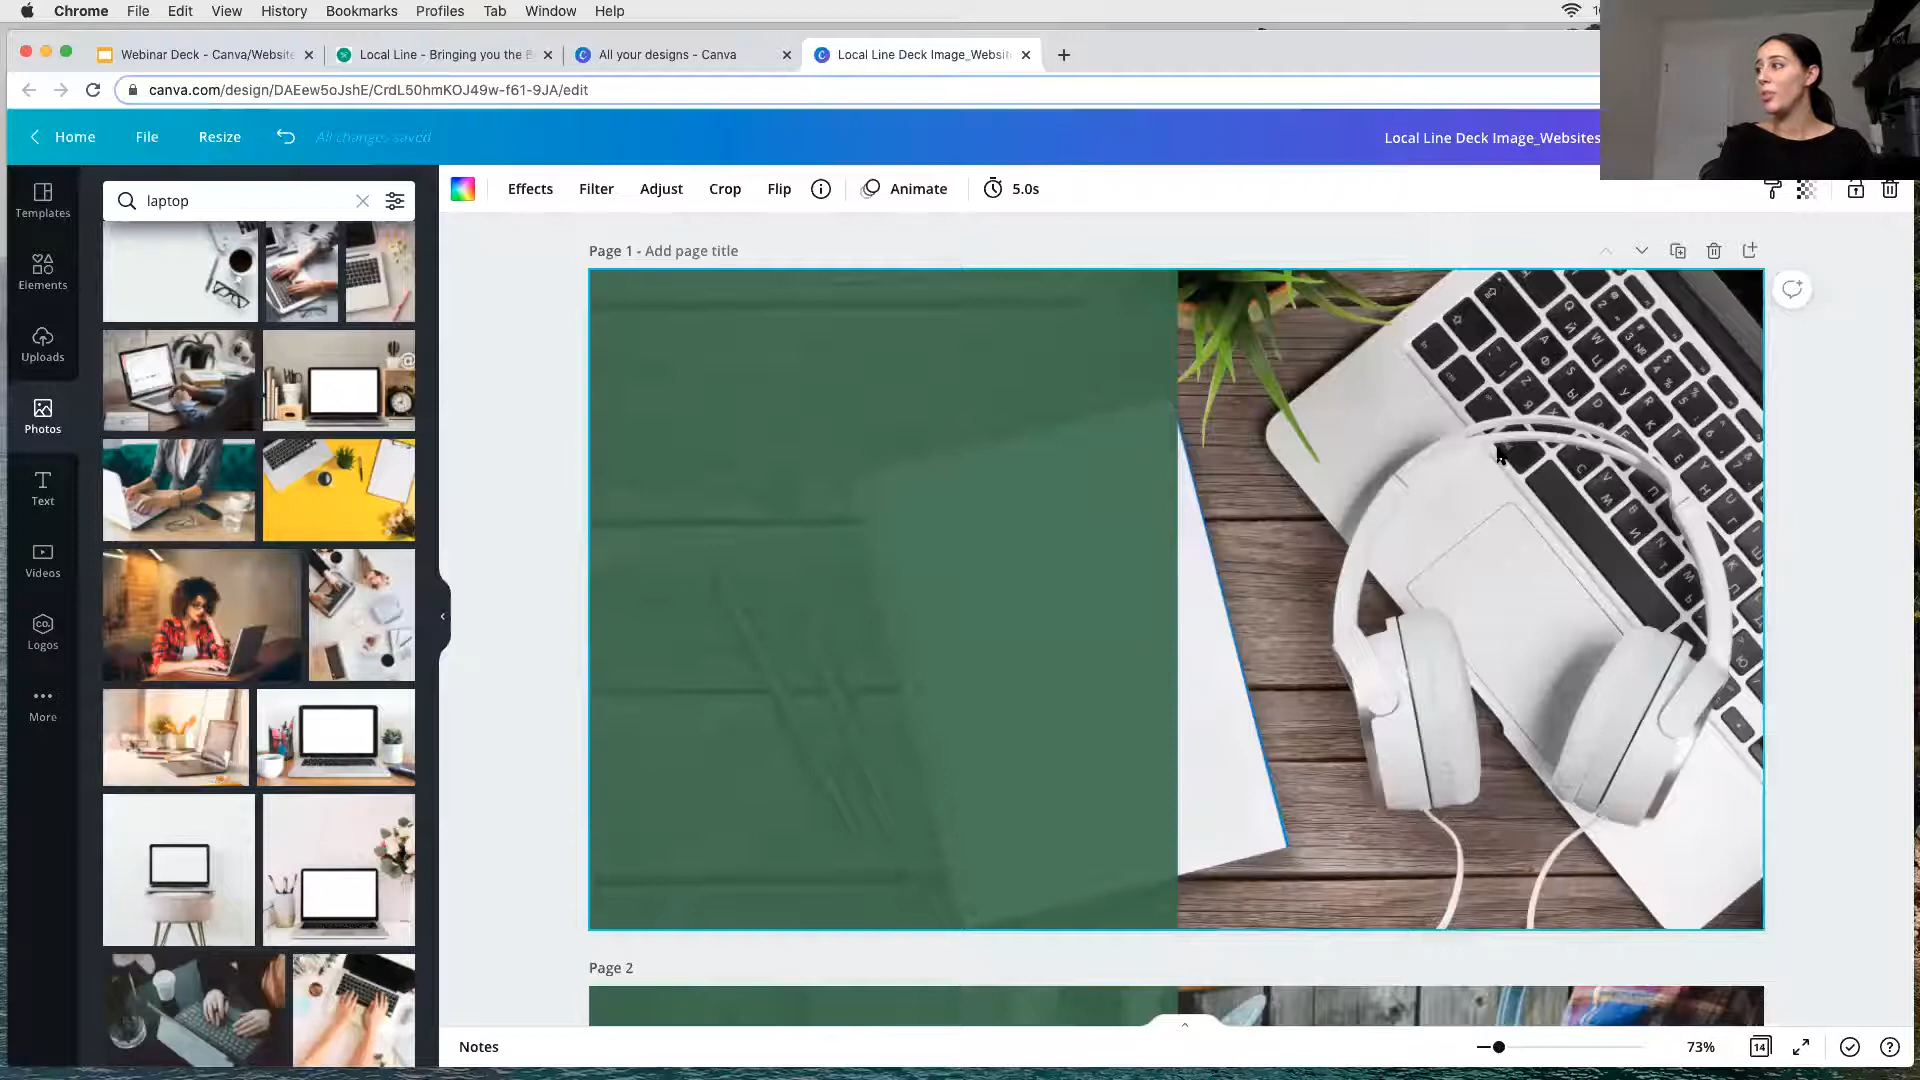 Chrome File Edit View History Bookmarks Profiles Tab Window Help
Webinar Deck - Canva/Website
Local Line - Bringing you the B
All your designs - Canva
Local Line Deck Image_Websit
canva.com/design/DAEew5oJshE/CrdL50hmKOJ49w-f61-9JA/edit
Home File Resize All changes saved
Local Line Deck Image_Websites
laptop
Effects Filter Adjust Crop Flip Animate 5.0s
Templates
Elements
Uploads
Photos
Text
Videos
CO.
Logos
More
Page 1 - Add page title
Page 2
Notes
73%
14